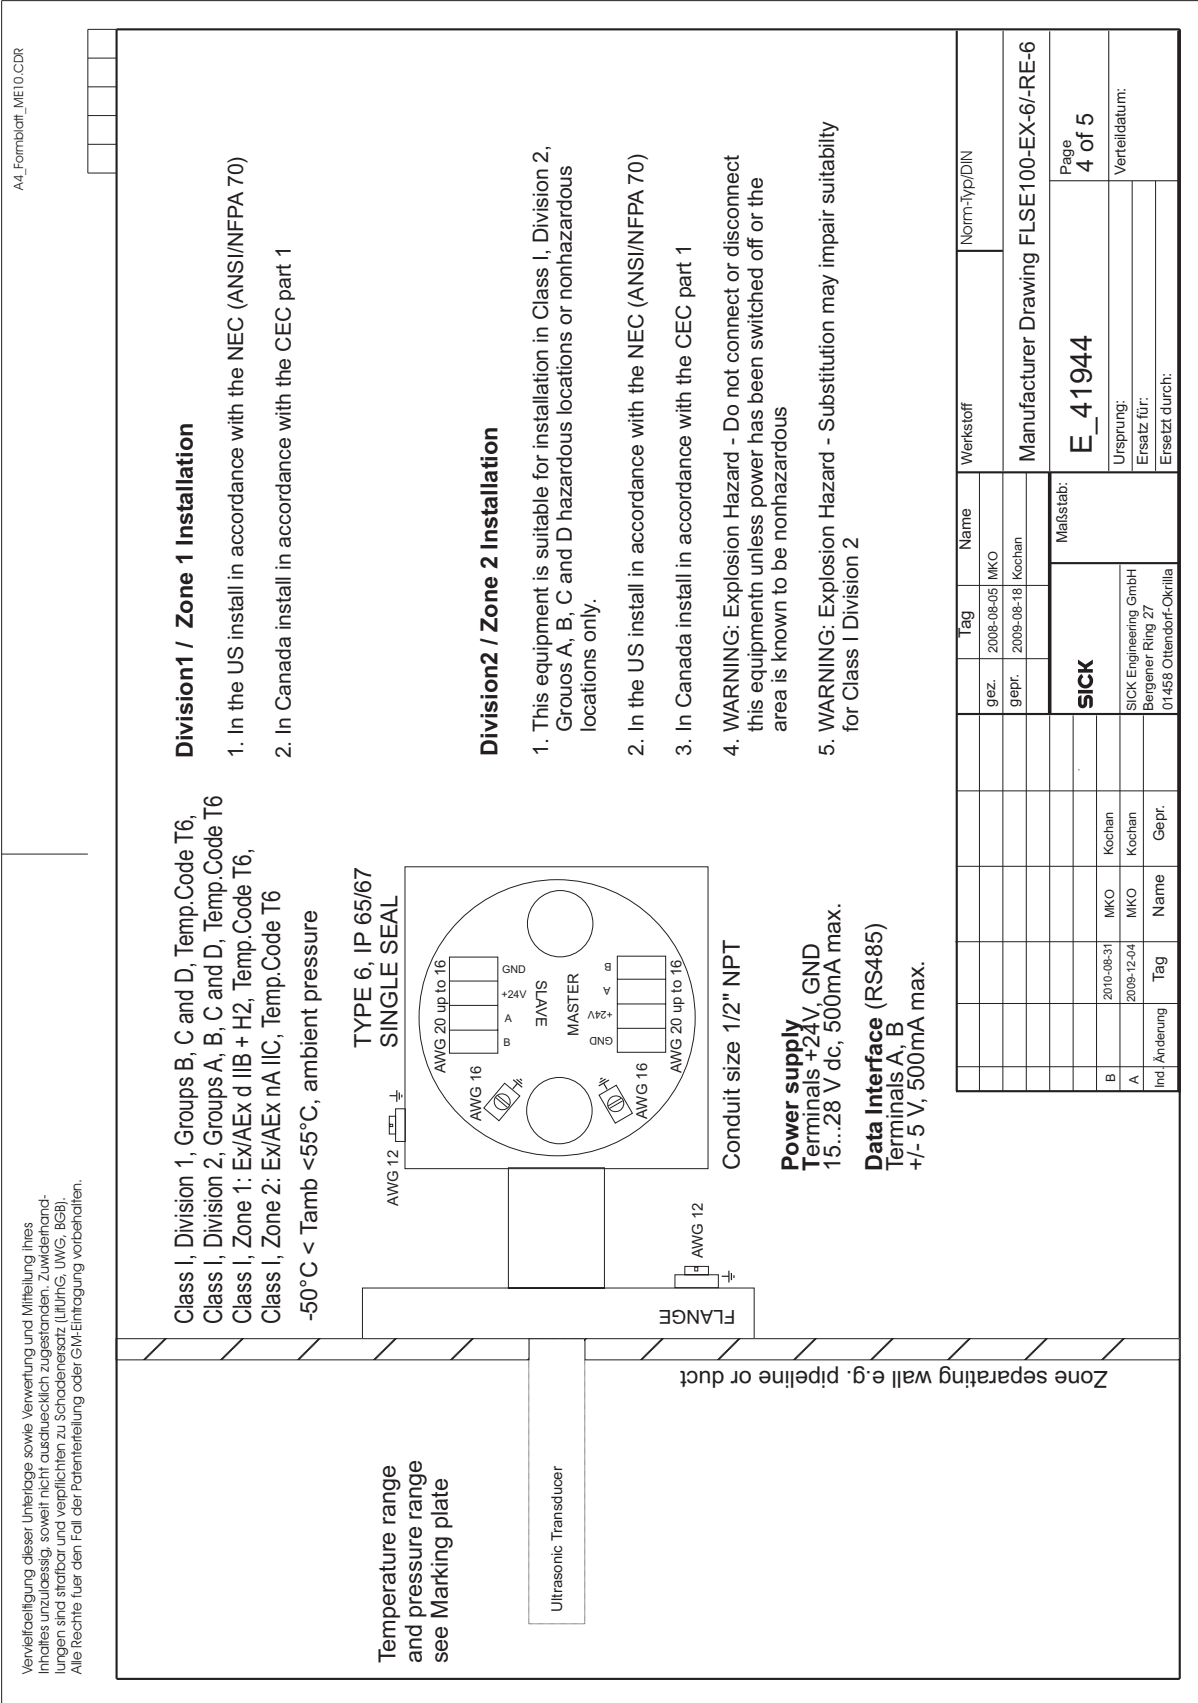 Vervielfaeltigung dieser Unterlage sowie Verwertung und Mitteilung ihres
Inhaltes unzulaessig, soweit nicht ausdruecklich zugestanden. Zuwiderhand-
lungen sind strafbar und verpflichten zu Schadenersatz (LitUrhG, UWG, BGB).
Alle Rechte fuer den Fall der Patenterteilung oder GM-Eintragung vorbehalten.
A4_Formblatt_ME10.CDR
Class I, Division 1, Groups B, C and D, Temp.Code T6,
Class I, Division 2, Groups A, B, C and D, Temp.Code T6
Class I, Zone 1: Ex/AEx d IIB + H2, Temp.Code T6,
Class I, Zone 2: Ex/AEx nA IIC, Temp.Code T6
-50°C < Tamb <55°C, ambient pressure
Temperature range
and pressure range
see Marking plate
Ultrasonic Transducer
Zone separating wall e.g. pipeline or duct
FLANGE
AWG 12
AWG 12
TYPE 6, IP 65/67
SINGLE SEAL
AWG 20 up to 16
AWG 16
B
A
+24V
GND
SLAVE
MASTER
GND
+24V
A
B
AWG 16
AWG 20 up to 16
Conduit size 1/2" NPT
Power supply
Terminals +24V, GND
15...28 V dc, 500mA max.
Data Interface (RS485)
Terminals A, B
+/- 5 V, 500mA max.
Division1 / Zone 1 Installation
1. In the US install in accordance with the NEC (ANSI/NFPA 70)
2. In Canada install in accordance with the CEC part 1
Division2 / Zone 2 Installation
1. This equipment is suitable for installation in Class I, Division 2,
Grouos A, B, C and D hazardous locations or nonhazardous
locations only.
2. In the US install in accordance with the NEC (ANSI/NFPA 70)
3. In Canada install in accordance with the CEC part 1
4. WARNING: Explosion Hazard - Do not connect or disconnect
this equipmentn unless power has been switched off or the
area is known to be nonhazardous
5. WARNING: Explosion Hazard - Substitution may impair suitabilty
for Class I Division 2
Tag Name Werkstoff Norm-Typ/DIN
gez. 2008-08-05 MKO
gepr. 2009-08-18 Kochan
Manufacturer Drawing FLSE100-EX-6/-RE-6
SICK
Maßstab:
E_41944
Page
4 of 5
B 2010-08-31 MKO Kochan
A 2009-12-04 MKO Kochan
Ind. Änderung Tag Name Gepr.
SICK Engineering GmbH
Bergener Ring 27
01458 Ottendorf-Okrilla
Ursprung:
Ersatz für:
Ersetzt durch:
Verteildatum: